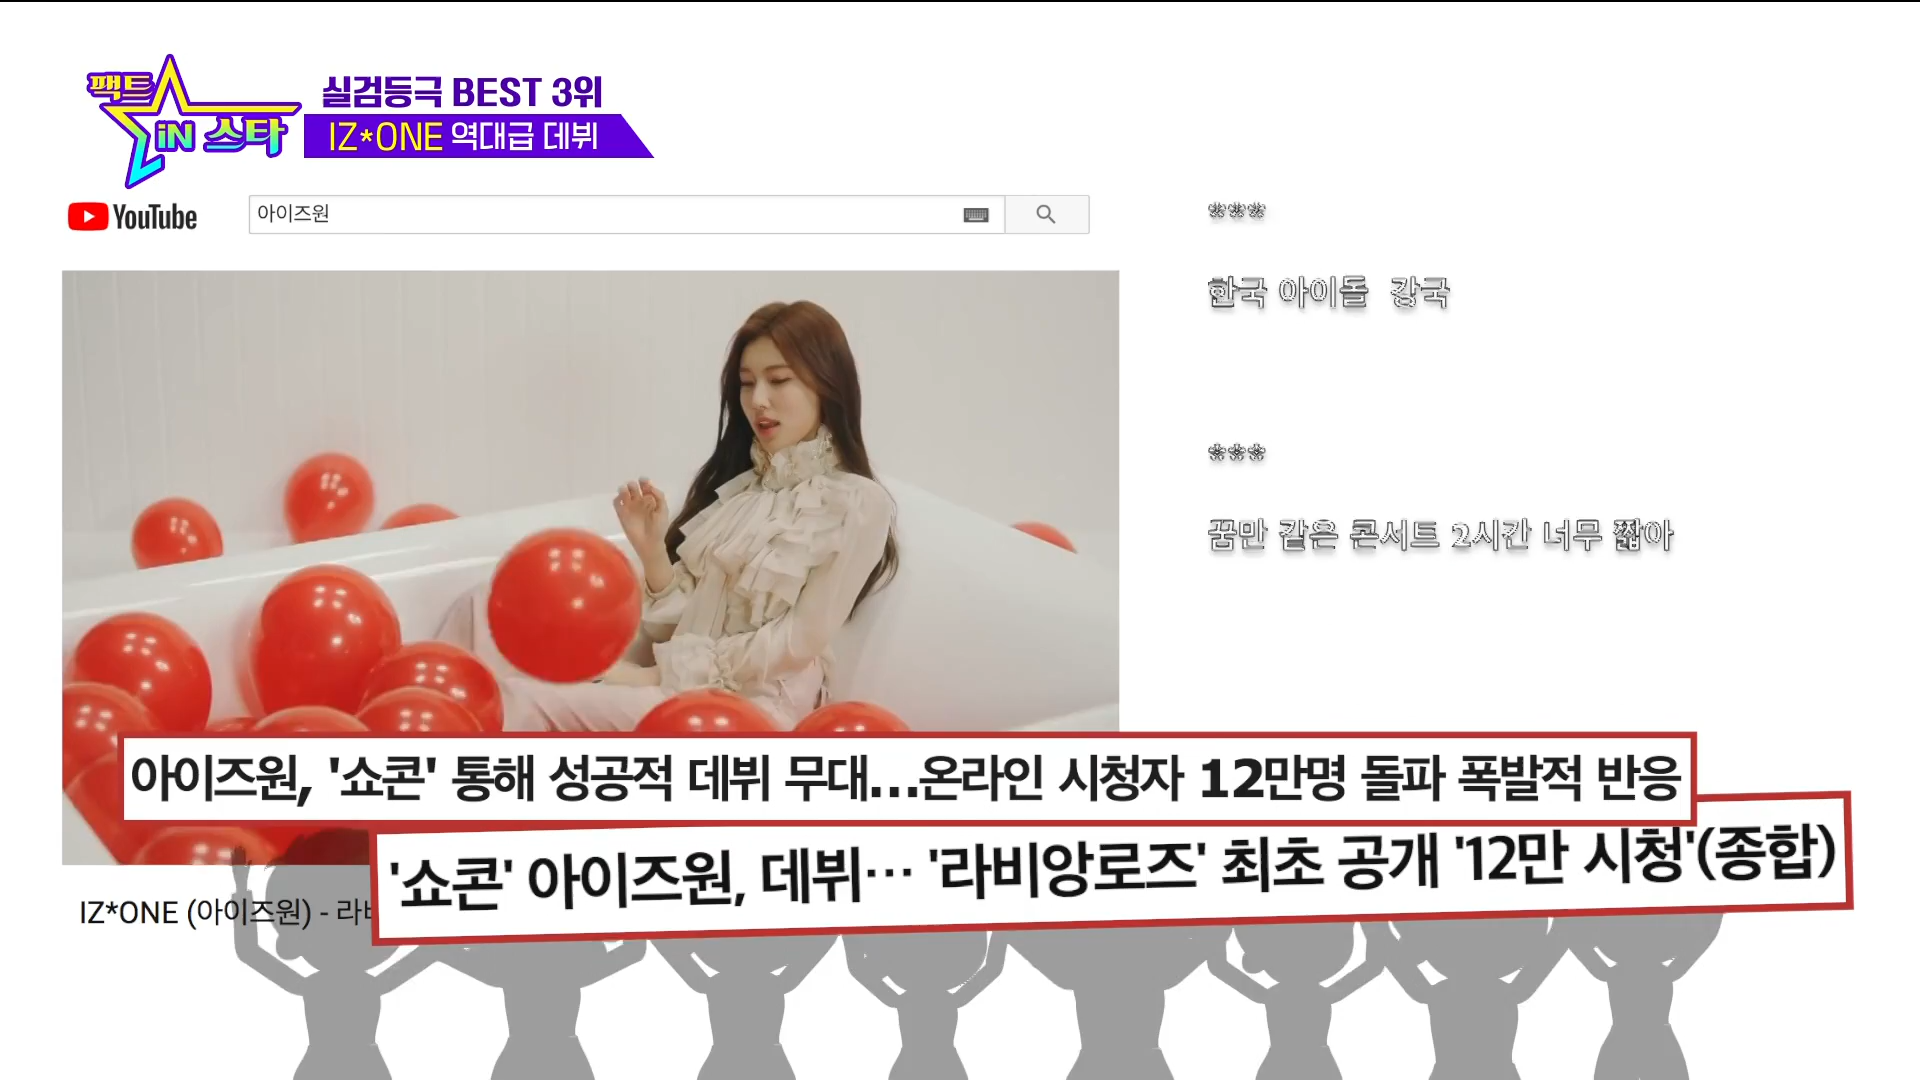 팩트 iN 스타
실검등극 BEST 3위
IZ*ONE 역대급 데뷔
YouTube
아이즈원
❀❀❀
한국 아이돌 강국
❀❀❀
꿈만 같은 콘서트 2시간 너무 짧아
아이즈원, '쇼콘' 통해 성공적 데뷔 무대...온라인 시청자 12만명 돌파 폭발적 반응
'쇼콘' 아이즈원, 데뷔… '라비앙로즈' 최초 공개 '12만 시청'(종합)
IZ*ONE (아이즈원) - 라비